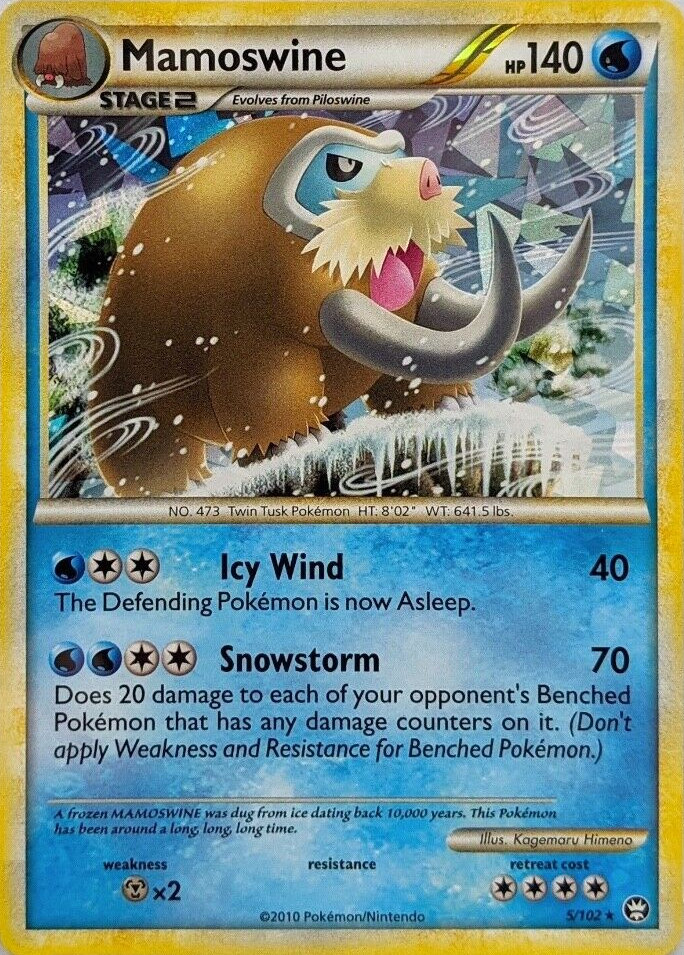 Mamoswine
HP140
STAGE 2
Evolves from Piloswine
NO. 473 Twin Tusk Pokémon HT: 8'02" WT: 641.5 lbs.
Icy Wind 40
The Defending Pokémon is now Asleep.
Snowstorm 70
Does 20 damage to each of your opponent's Benched
Pokémon that has any damage counters on it. (Don't
apply Weakness and Resistance for Benched Pokémon.)
A frozen MAMOSWINE was dug from ice dating back 10,000 years. This Pokémon
has been around a long, long, long time.
Illus. Kagemaru Himeno
weakness resistance retreat cost
×2
©2010 Pokémon/Nintendo 5/102 ★